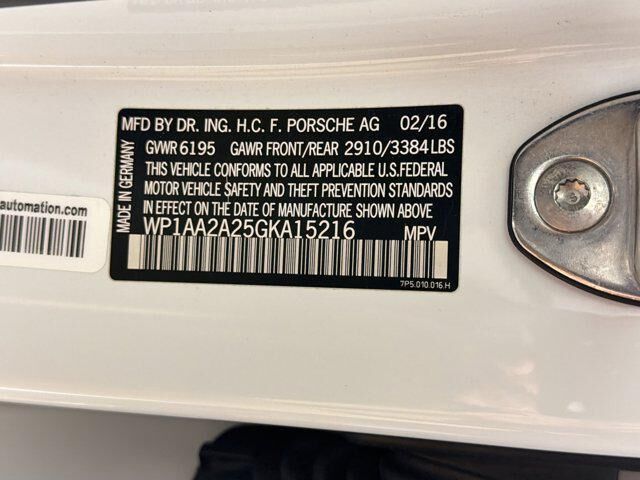 MFD BY DR. ING. H.C. F. PORSCHE AG 02/16
GVWR 6195 GAWR FRONT/REAR 2910/3384 LBS
THIS VEHICLE CONFORMS TO ALL APPLICABLE U.S. FEDERAL
MOTOR VEHICLE SAFETY AND THEFT PREVENTION STANDARDS
IN EFFECT ON THE DATE OF MANUFACTURE SHOWN ABOVE
WP1AA2A25GKA15216 MPV
7P5.010.016.H
MADE IN GERMANY
automation.com